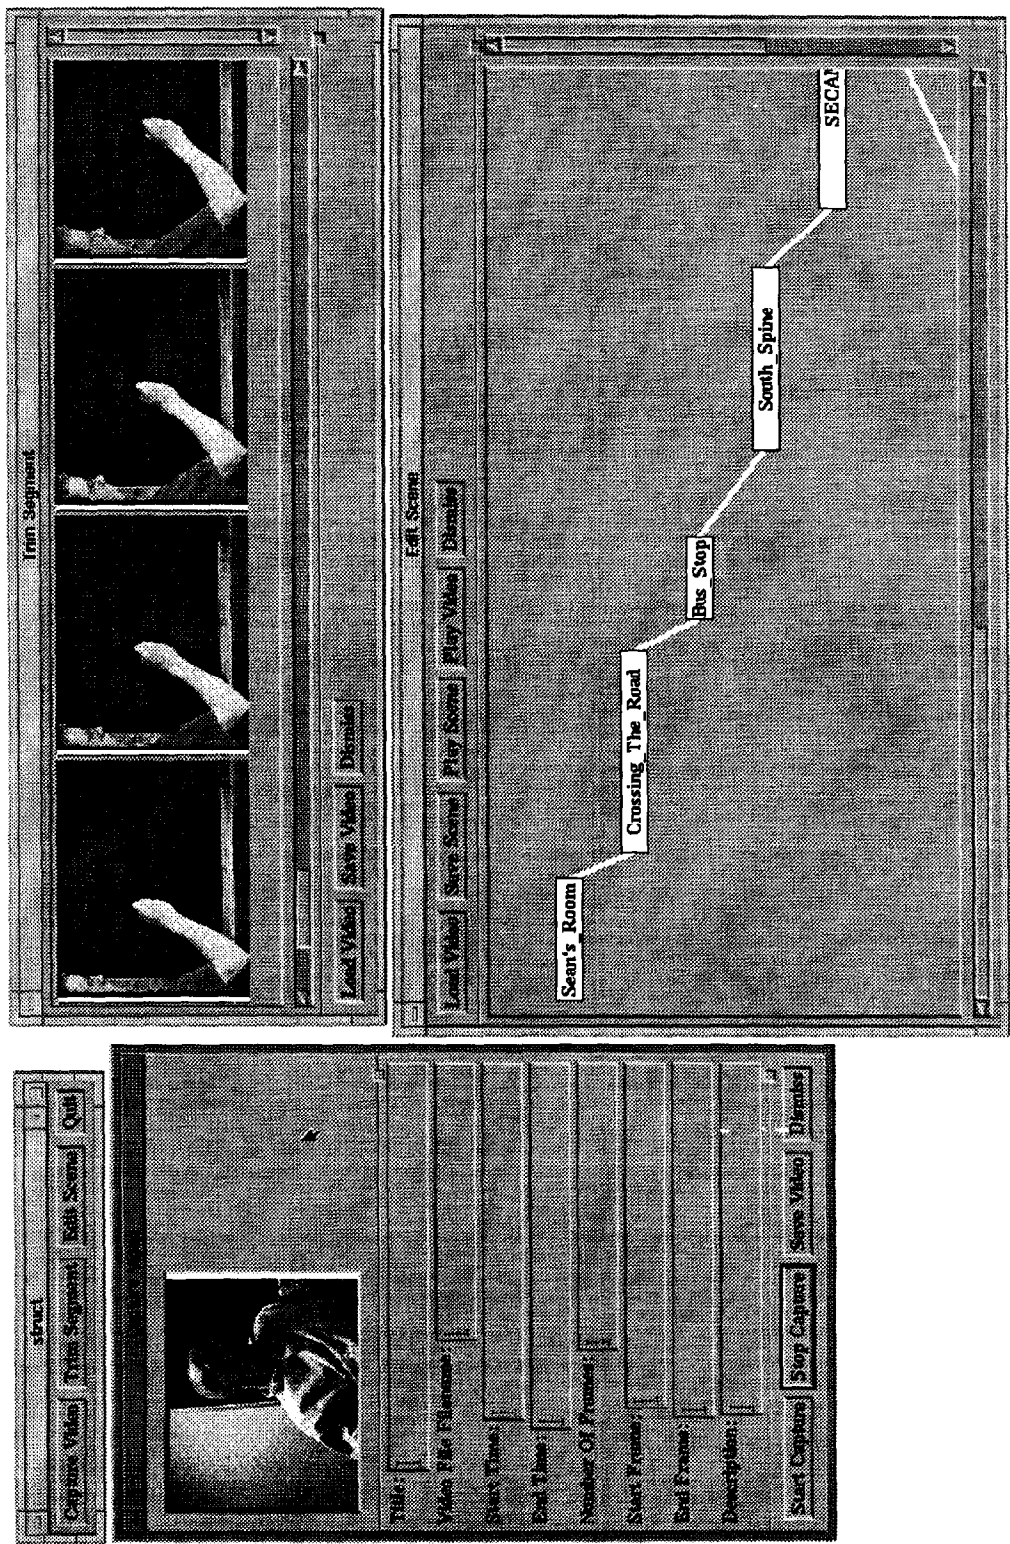 struct
Capture Video
Trim Segment
Edit Scene
Quit
Title:
Video File Filename:
Start Time:
End Time:
Number Of Frames:
Start Frame:
End Frame:
Description:
Start Capture
Stop Capture
Save Video
Dismiss
Trim Segment
Load Video
Save Video
Dismiss
Edit Scene
Load Video
Save Scene
Play Scene
Play Video
Dismiss
Sean's_Room
Crossing_The_Road
Bus_Stop
South_Spine
SECAN